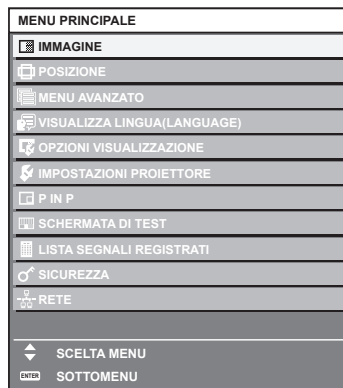 MENU PRINCIPALE
IMMAGINE
POSIZIONE
MENU AVANZATO
VISUALIZZA LINGUA(LANGUAGE)
OPZIONI VISUALIZZAZIONE
IMPOSTAZIONI PROIETTORE
P IN P
SCHERMATA DI TEST
LISTA SEGNALI REGISTRATI
SICUREZZA
RETE
SCELTA MENU
ENTER SOTTOMENU